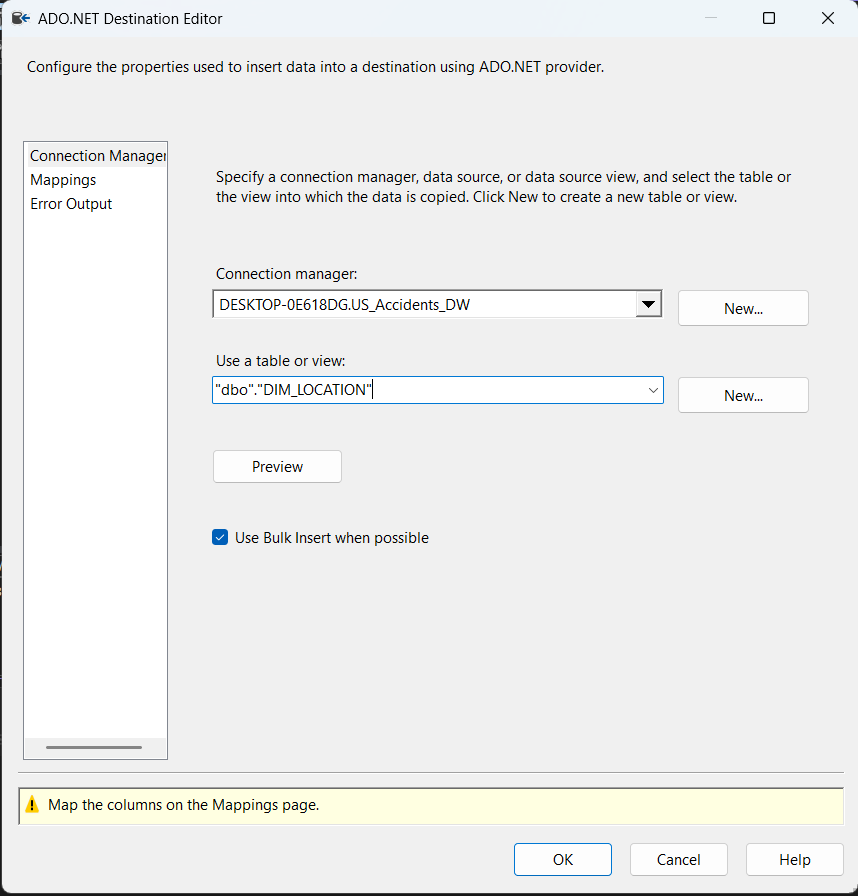 ADO.NET Destination Editor
Configure the properties used to insert data into a destination using ADO.NET provider.
Connection Manager
Mappings
Error Output
Specify a connection manager, data source, or data source view, and select the table or
the view into which the data is copied. Click New to create a new table or view.
Connection manager:
DESKTOP-0E618DG.US_Accidents_DW
New...
Use a table or view:
"dbo"."DIM_LOCATION"
New...
Preview
Use Bulk Insert when possible
Map the columns on the Mappings page.
OK
Cancel
Help